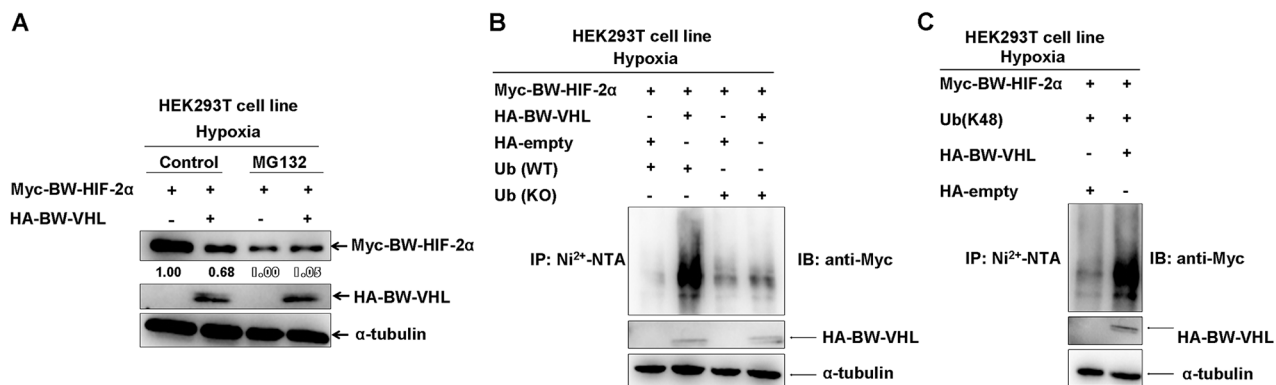 A
HEK293T cell line
Hypoxia
Control MG132
Myc-BW-HIF-2α + + + +
HA-BW-VHL - + - +
Myc-BW-HIF-2α
1.00 0.68 1.00 1.05
HA-BW-VHL
α-tubulin
B
HEK293T cell line
Hypoxia
Myc-BW-HIF-2α + + + +
HA-BW-VHL - + - +
HA-empty + - + -
Ub (WT) + + - -
Ub (KO) - - + +
IP: Ni²⁺-NTA IB: anti-Myc
HA-BW-VHL
α-tubulin
C
HEK293T cell line
Hypoxia
Myc-BW-HIF-2α + +
Ub(K48) + +
HA-BW-VHL - +
HA-empty + -
IP: Ni²⁺-NTA IB: anti-Myc
HA-BW-VHL
α-tubulin